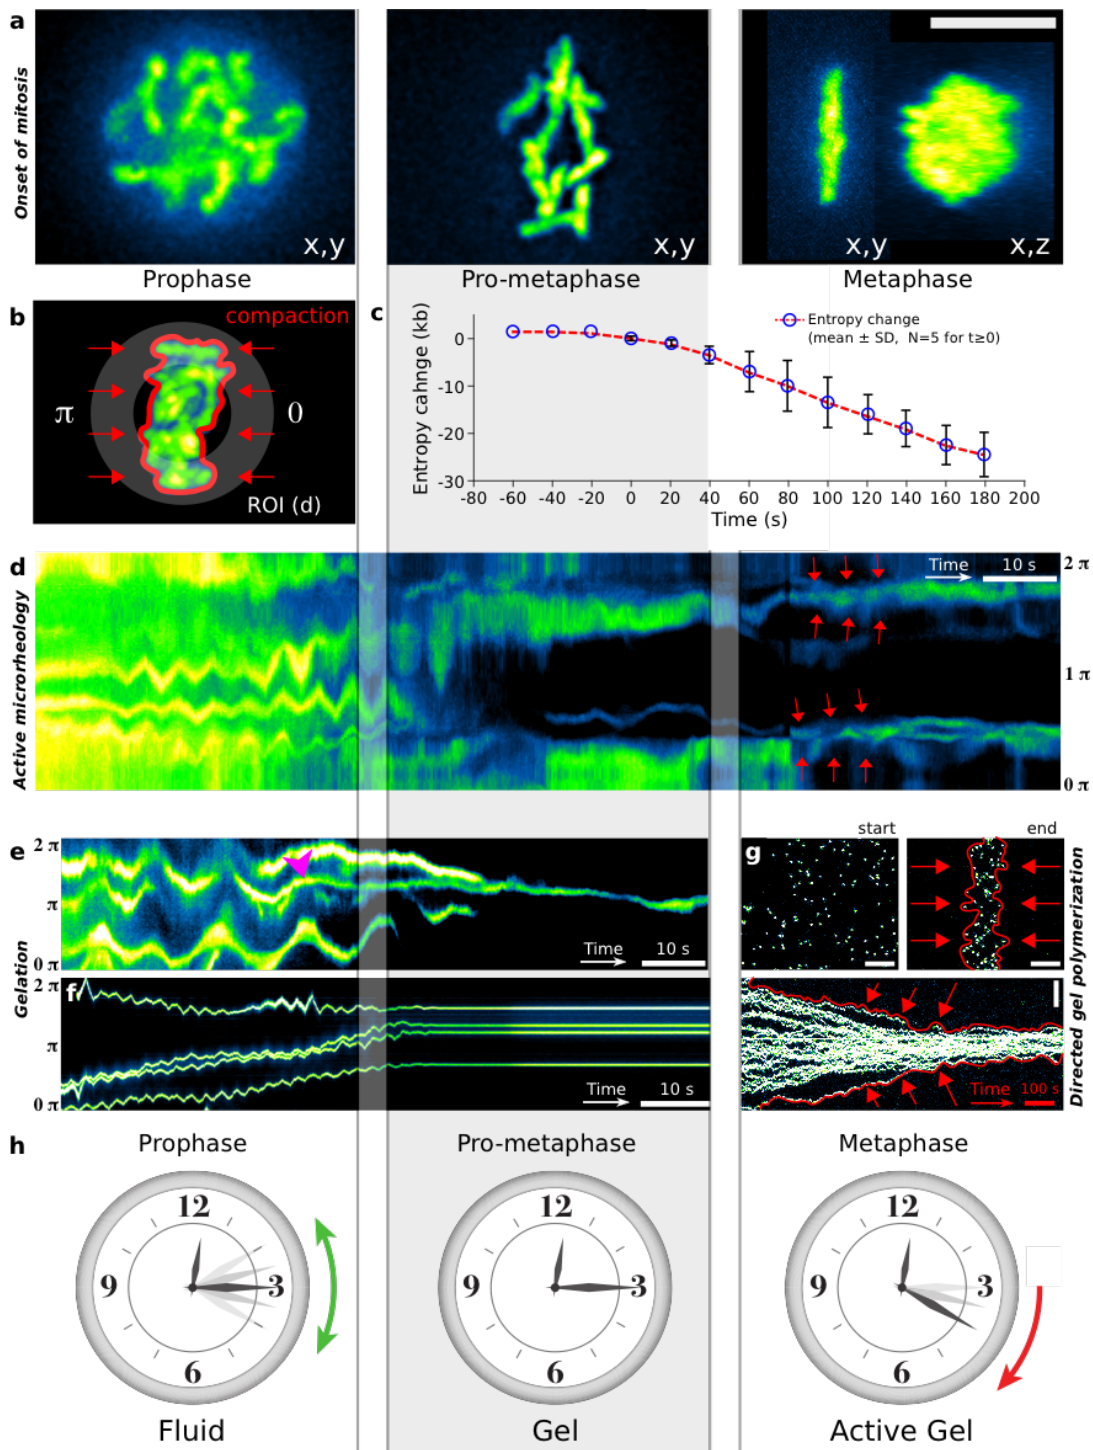 a
Onset of mitosis
x,y
x,y
x,y
x,z
Prophase
Pro-metaphase
Metaphase
b
compaction
π
0
ROI (d)
c
Entropy cahnge (kb)
0
-10
-20
-30
Entropy change
(mean ± SD, N=5 for t≥0)
-80 -60 -40 -20 0 20 40 60 80 100 120 140 160 180 200
Time (s)
d
Active microrheology
Time
10 s
2 π
1 π
0 π
e
Gelation
2 π
π
0 π
Time
10 s
f
2 π
π
0 π
Time
10 s
g
start
end
Directed gel polymerization
Time
100 s
h
Prophase
Pro-metaphase
Metaphase
12
9
3
6
12
9
3
6
12
9
3
6
Fluid
Gel
Active Gel